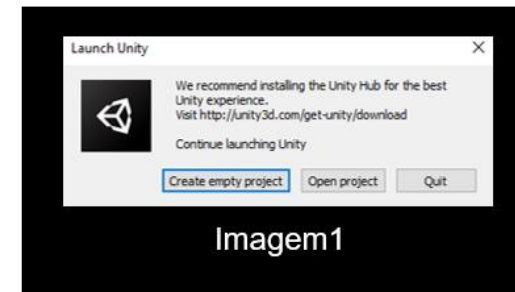 Launch Unity
We recommend installing the Unity Hub for the best
Unity experience.
Visit http://unity3d.com/get-unity/download
Continue launching Unity
Create empty project Open project Quit
Imagem1